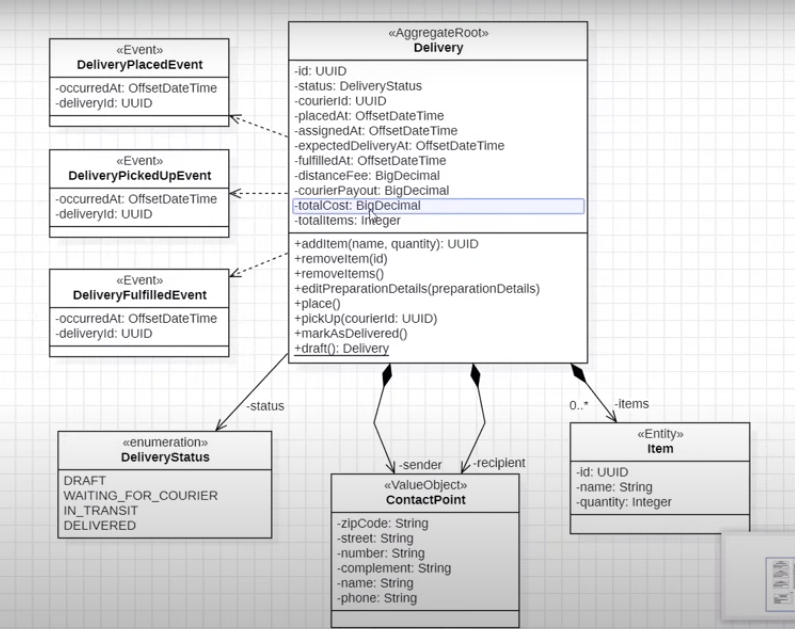 «Event»
DeliveryPlacedEvent
-occurredAt: OffsetDateTime
-deliveryId: UUID
«Event»
DeliveryPickedUpEvent
-occurredAt: OffsetDateTime
-deliveryId: UUID
«Event»
DeliveryFulfilledEvent
-occurredAt: OffsetDateTime
-deliveryId: UUID
«AggregateRoot»
Delivery
-id: UUID
-status: DeliveryStatus
-courierId: UUID
-placedAt: OffsetDateTime
-assignedAt: OffsetDateTime
-expectedDeliveryAt: OffsetDateTime
-fulfilledAt: OffsetDateTime
-distanceFee: BigDecimal
-courierPayout: BigDecimal
-totalCost: BigDecimal
-totalItems: Integer
+addItem(name, quantity): UUID
+removeItem(id)
+removeItems()
+editPreparationDetails(preparationDetails)
+place()
+pickUp(courierId: UUID)
+markAsDelivered()
+draft(): Delivery
-status
-sender
-recipient
0..*
-items
«enumeration»
DeliveryStatus
DRAFT
WAITING_FOR_COURIER
IN_TRANSIT
DELIVERED
«ValueObject»
ContactPoint
-zipCode: String
-street: String
-number: String
-complement: String
-name: String
-phone: String
«Entity»
Item
-id: UUID
-name: String
-quantity: Integer